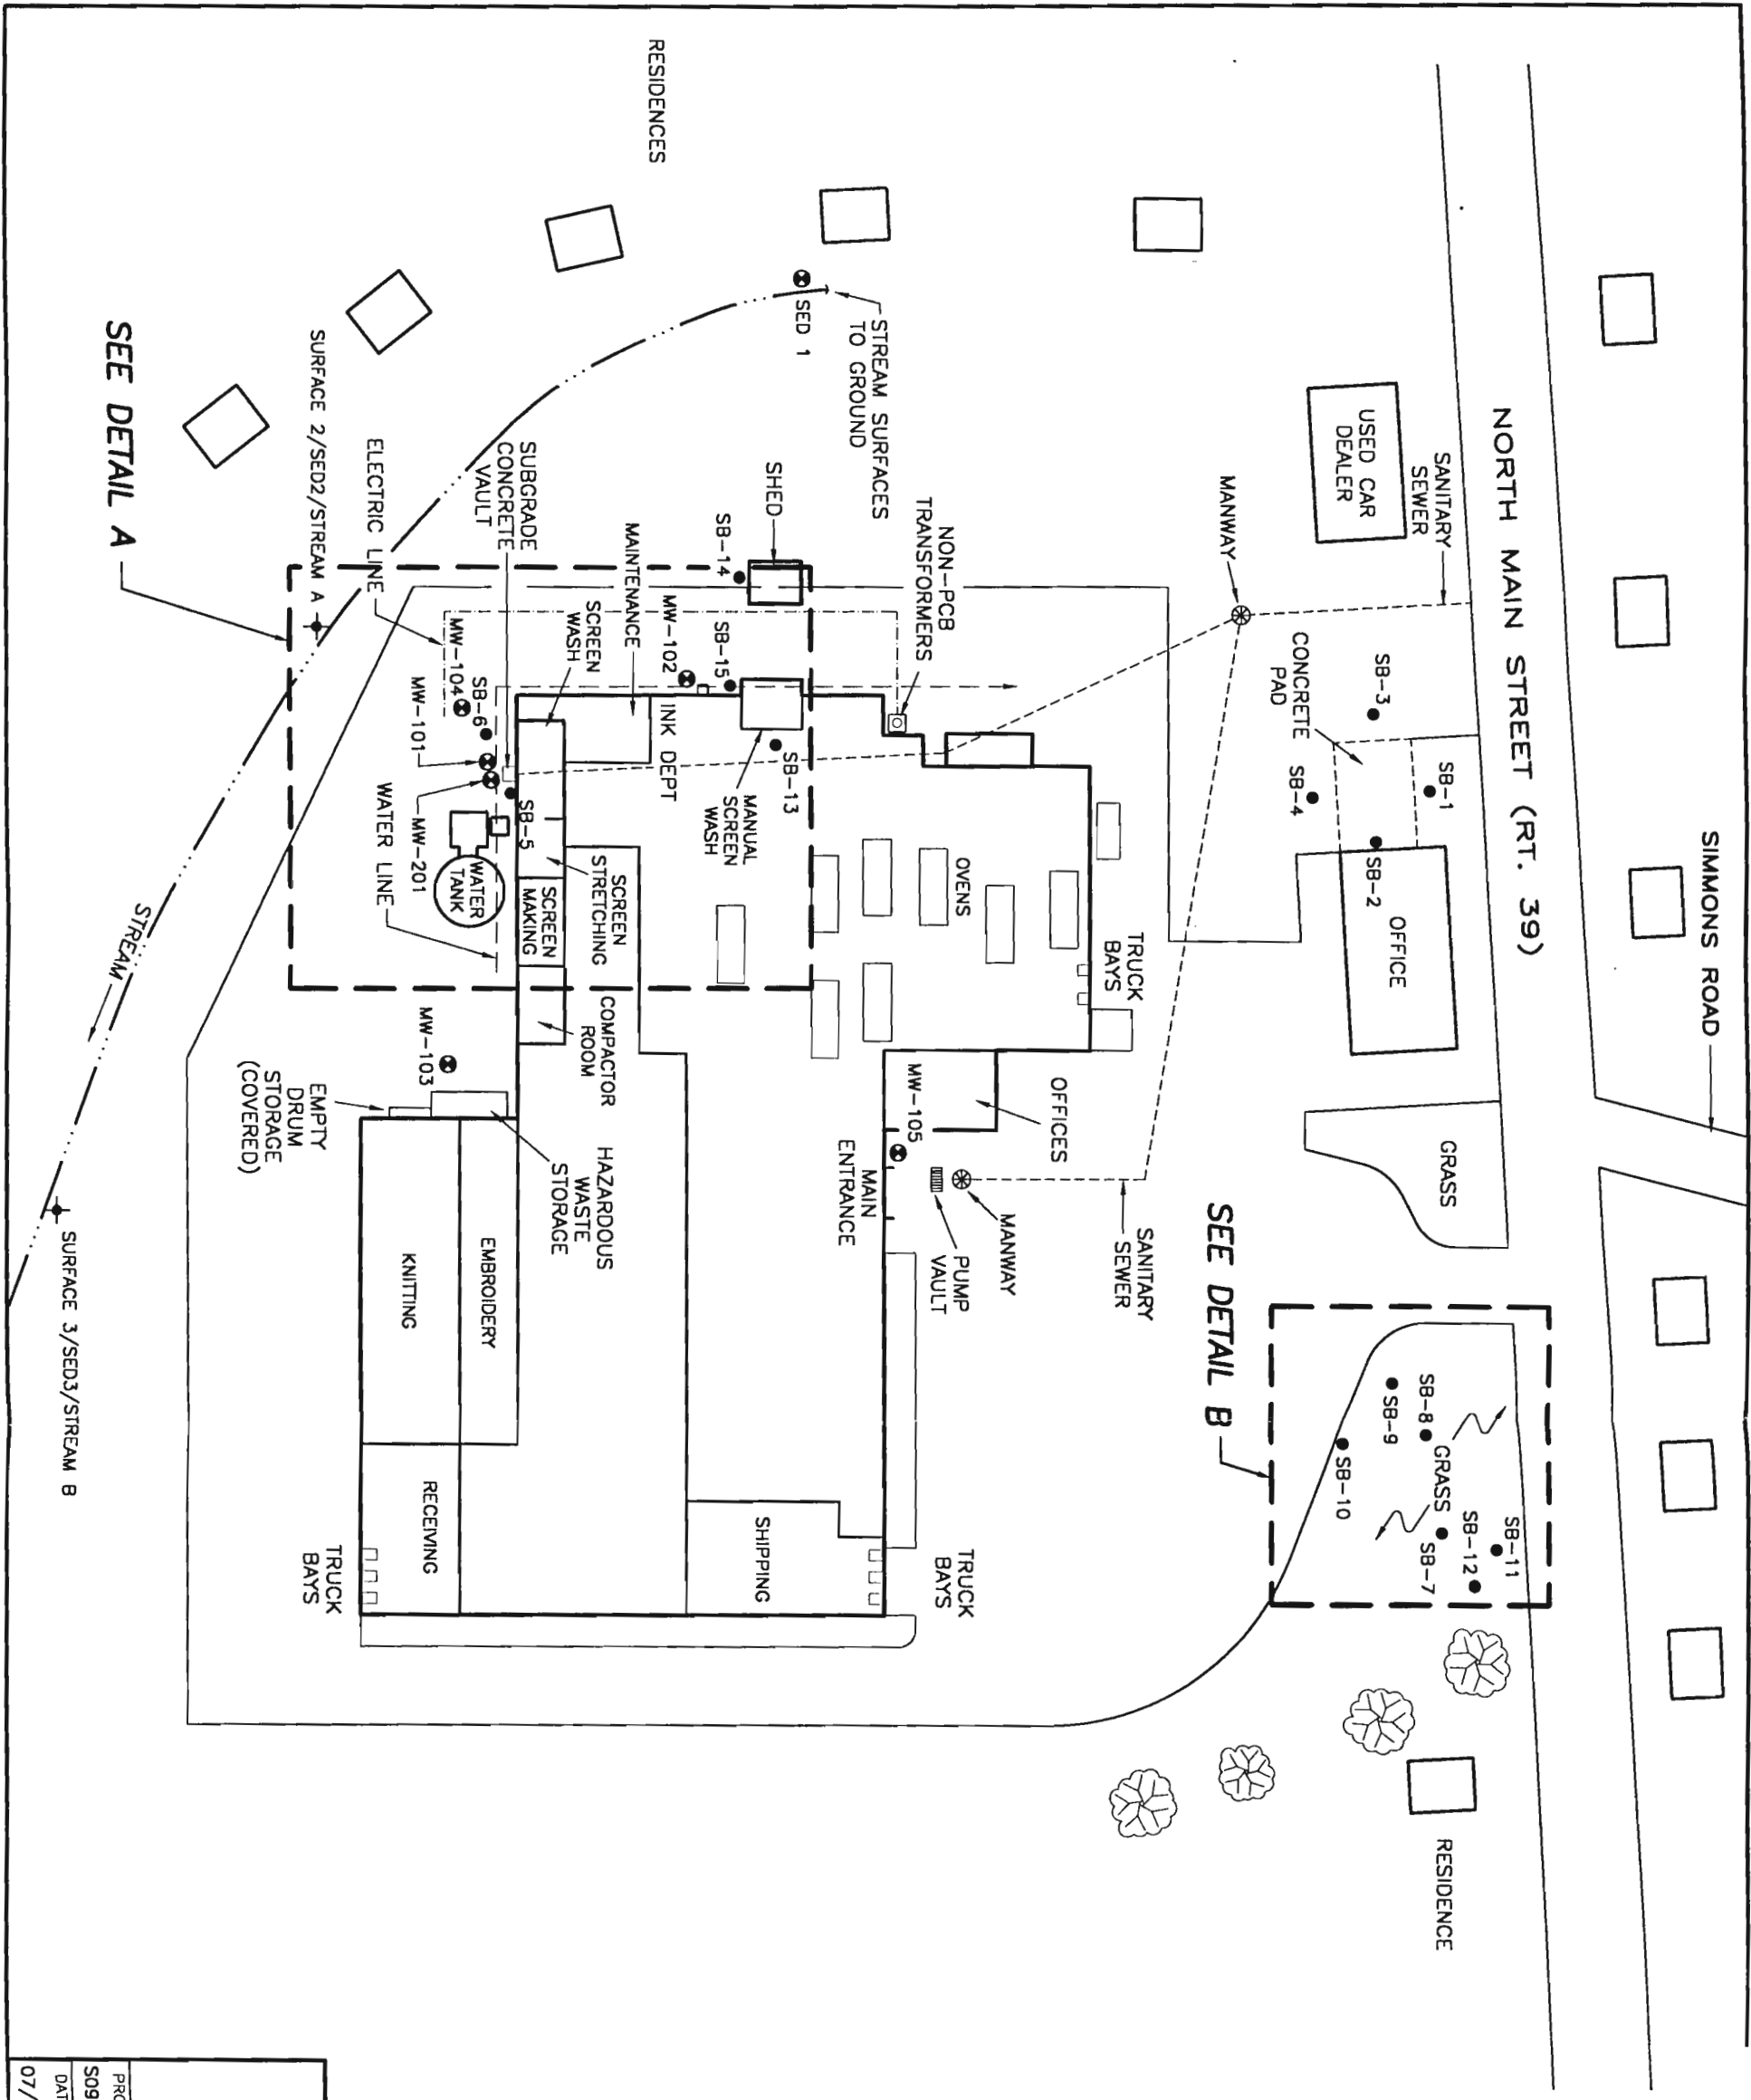 SIMMONS ROAD
NORTH MAIN STREET (RT. 39)
RESIDENCES
USED CAR
DEALER
SANITARY
SEWER
MANWAY
SB-3
CONCRETE
PAD
SB-1
SB-4
SB-2
OFFICE
GRASS
SEE DETAIL B
SB-8
SB-9
SB-10
GRASS
SB-7
SB-12
SB-11
RESIDENCE
STREAM SURFACES
TO GROUND
SED 1
NON-PCB
TRANSFORMERS
SHED
SB-14
MAINTENANCE
SB-15
MW-102
INK DEPT
SCREEN
WASH
SUBGRADE
CONCRETE
VAULT
SB-13
MANUAL
SCREEN
WASH
OVENS
TRUCK
BAYS
OFFICES
MW-105
MAIN
ENTRANCE
SANITARY
SEWER
MANWAY
PUMP
VAULT
TRUCK
BAYS
SHIPPING
SCREEN
STRETCHING
SCREEN
MAKING
COMPACTOR
ROOM
HAZARDOUS
WASTE
STORAGE
EMBROIDERY
KNITTING
RECEIVING
TRUCK
BAYS
EMPTY
DRUM
STORAGE
(COVERED)
MW-103
SB-5
WATER
TANK
MW-201
WATER LINE
MW-101
SB-6
MW-104
ELECTRIC LINE
SURFACE 2/SED2/STREAM A
SEE DETAIL A
STREAM
SURFACE 3/SED3/STREAM B
PRO
S09
DAT
07/